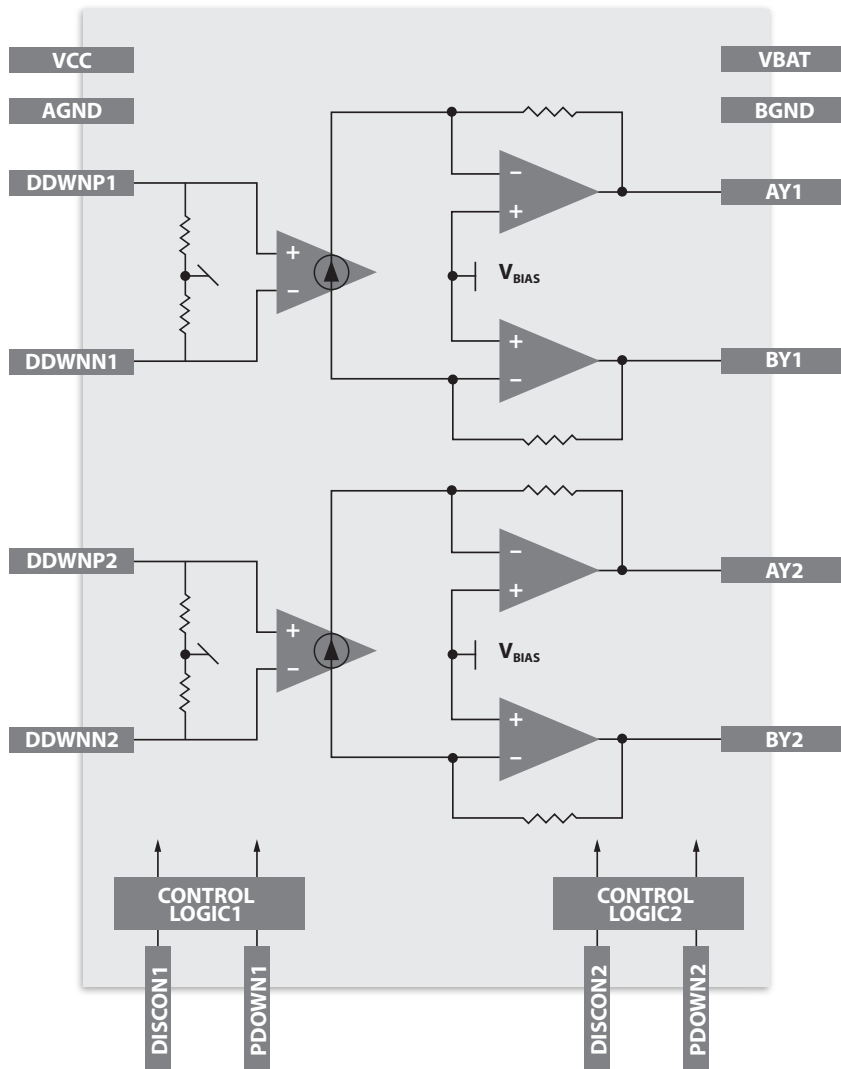 VCC
VBAT
AGND
BGND
DDWNP1
AY1
+
−
−
+
VBIAS
+
−
DDWNN1
BY1
DDWNP2
AY2
+
−
−
+
VBIAS
+
−
DDWNN2
BY2
CONTROL
LOGIC1
CONTROL
LOGIC2
DISCON1
PDOWN1
DISCON2
PDOWN2